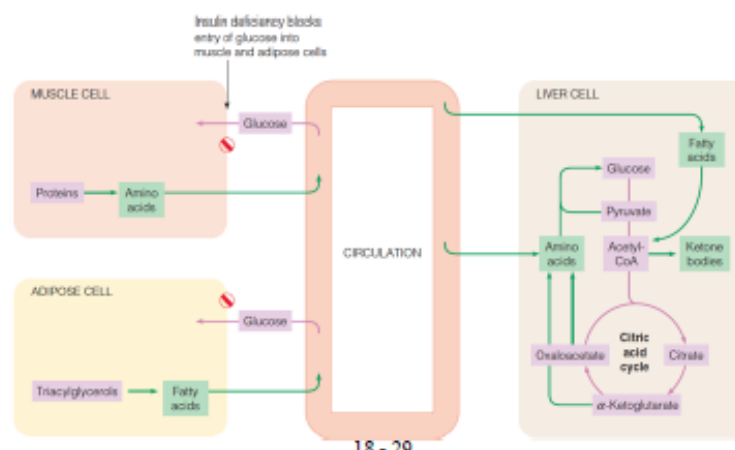 Insulin deficiency blocks
entry of glucose into
muscle and adipose cells
MUSCLE CELL
Glucose
Proteins
Amino
acids
ADIPOSE CELL
Glucose
Triacylglycerols
Fatty
acids
CIRCULATION
LIVER CELL
Fatty
acids
Glucose
Pyruvate
Amino
acids
Acetyl-
CoA
Ketone
bodies
Citric
acid
cycle
Oxaloacetate
Citrate
α-Ketoglutarate
18 - 29